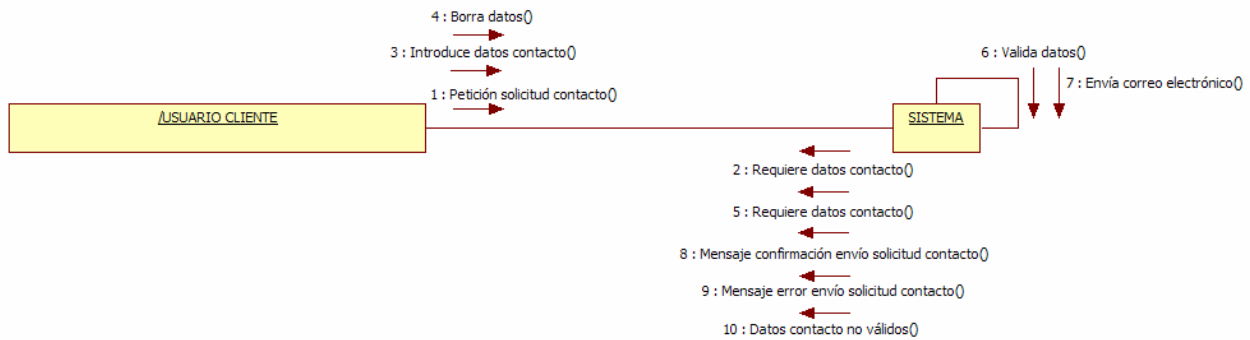 4 : Borra datos()
3 : Introduce datos contacto()
6 : Valida datos()
7 : Envía correo electrónico()
1 : Petición solicitud contacto()
/USUARIO CLIENTE
SISTEMA
2 : Requiere datos contacto()
5 : Requiere datos contacto()
8 : Mensaje confirmación envío solicitud contacto()
9 : Mensaje error envío solicitud contacto()
10 : Datos contacto no válidos()